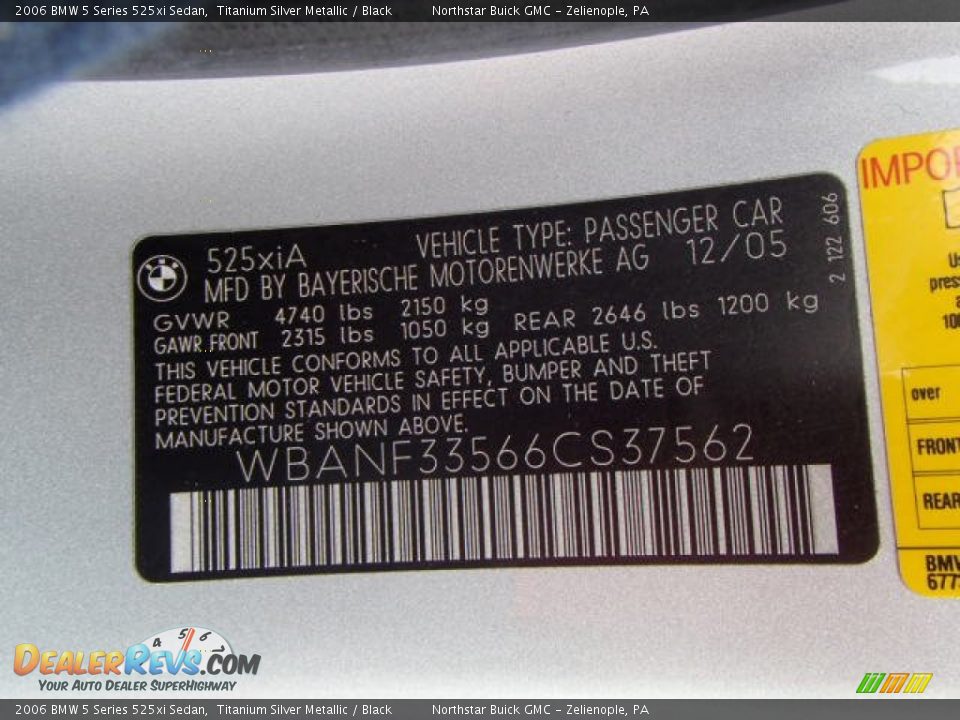 2006 BMW 5 Series 525xi Sedan, Titanium Silver Metallic / Black Northstar Buick GMC - Zelienople, PA
525xiA VEHICLE TYPE: PASSENGER CAR
MFD BY BAYERISCHE MOTORENWERKE AG 12/05
GVWR 4740 lbs 2150 kg
GAWR FRONT 2315 lbs 1050 kg REAR 2646 lbs 1200 kg
THIS VEHICLE CONFORMS TO ALL APPLICABLE U.S.
FEDERAL MOTOR VEHICLE SAFETY, BUMPER AND THEFT
PREVENTION STANDARDS IN EFFECT ON THE DATE OF
MANUFACTURE SHOWN ABOVE.
WBANF33566CS37562
2 122 606
over
FRONT
REAR
BMW
4 5 6 7
DEALERREVS.COM
YOUR AUTO DEALER SUPERHIGHWAY
2006 BMW 5 Series 525xi Sedan, Titanium Silver Metallic / Black Northstar Buick GMC - Zelienople, PA